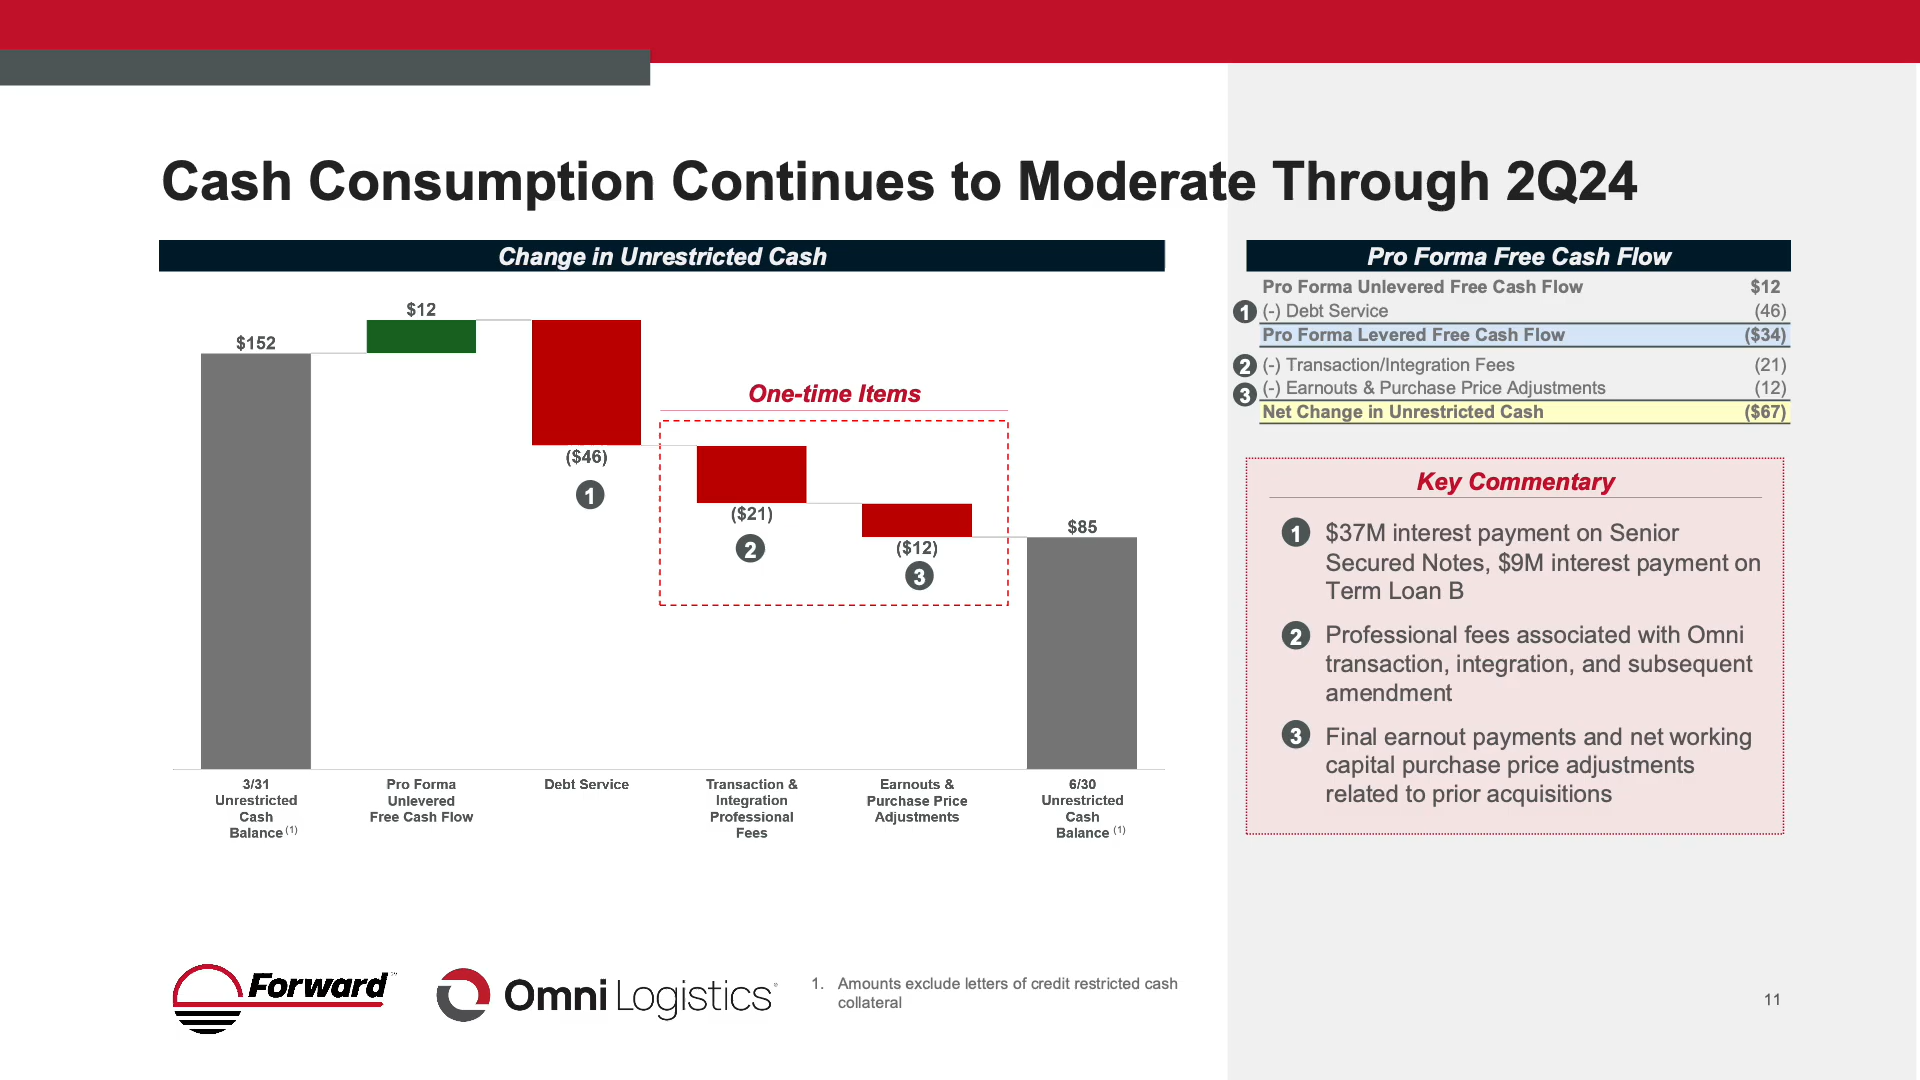 Cash Consumption Continues to Moderate Through 2Q24
Change in Unrestricted Cash
$152
$12
($46)
1
One-time Items
($21)
2
($12)
3
$85
3/31
Unrestricted
Cash
Balance (1)
Pro Forma
Unlevered
Free Cash Flow
Debt Service
Transaction &
Integration
Professional
Fees
Earnouts &
Purchase Price
Adjustments
6/30
Unrestricted
Cash
Balance (1)
Pro Forma Free Cash Flow
Pro Forma Unlevered Free Cash Flow $12
1 (-) Debt Service (46)
Pro Forma Levered Free Cash Flow ($34)
2 (-) Transaction/Integration Fees (21)
3 (-) Earnouts & Purchase Price Adjustments (12)
Net Change in Unrestricted Cash ($67)
Key Commentary
1 $37M interest payment on Senior
Secured Notes, $9M interest payment on
Term Loan B
2 Professional fees associated with Omni
transaction, integration, and subsequent
amendment
3 Final earnout payments and net working
capital purchase price adjustments
related to prior acquisitions
Forward™
Omni Logistics®
1. Amounts exclude letters of credit restricted cash
collateral
11